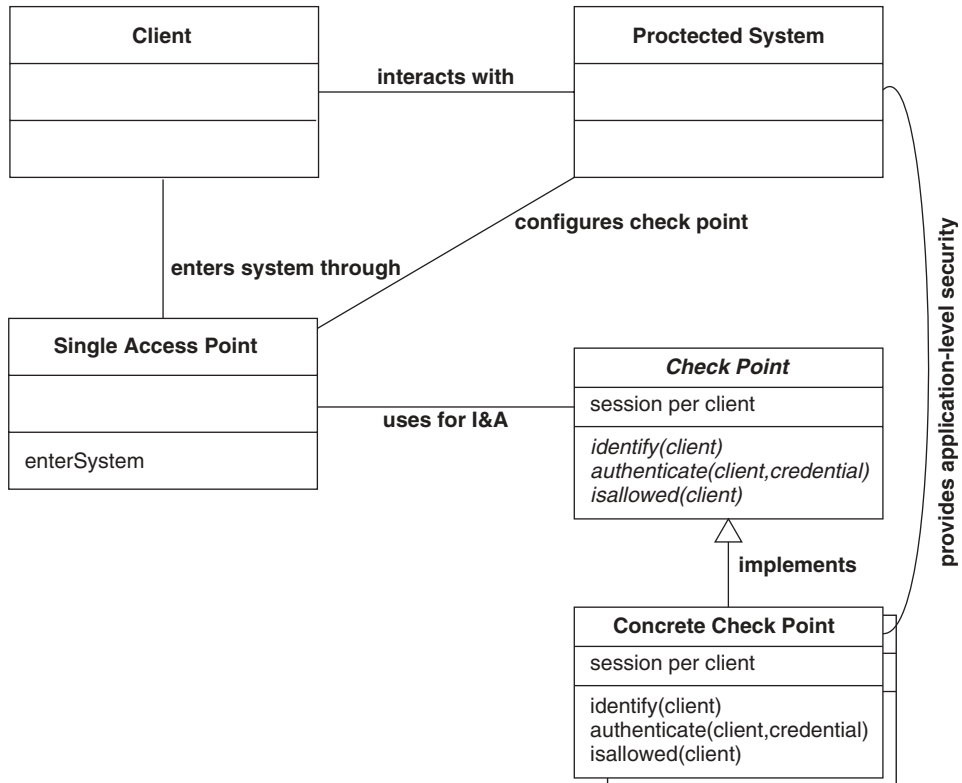 Client
Proctected System
interacts with
configures check point
enters system through
provides application-level security
Single Access Point
enterSystem
uses for I&A
Check Point
session per client
identify(client)
authenticate(client,credential)
isallowed(client)
implements
Concrete Check Point
session per client
identify(client)
authenticate(client,credential)
isallowed(client)